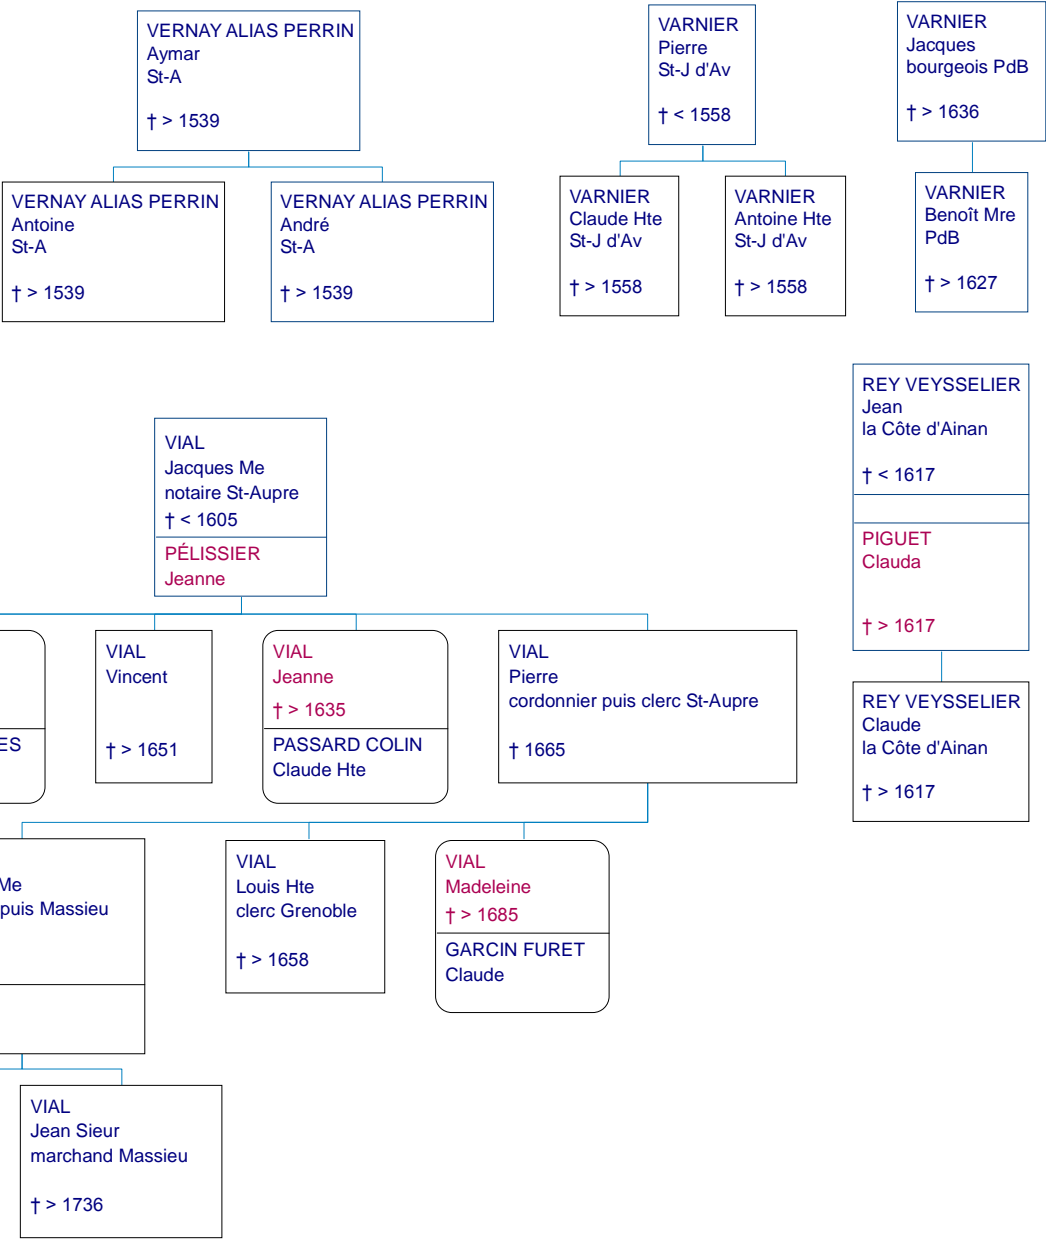 VERNAY ALIAS PERRIN
Aymar
St-A
† > 1539
VERNAY ALIAS PERRIN
Antoine
St-A
† > 1539
VERNAY ALIAS PERRIN
André
St-A
† > 1539
VARNIER
Pierre
St-J d'Av
† < 1558
VARNIER
Claude Hte
St-J d'Av
† > 1558
VARNIER
Antoine Hte
St-J d'Av
† > 1558
VARNIER
Jacques
bourgeois PdB
† > 1636
VARNIER
Benoît Mre
PdB
† > 1627
VIAL
Jacques Me
notaire St-Aupre
† < 1605
PÉLISSIER
Jeanne
ES
VIAL
Vincent
† > 1651
VIAL
Jeanne
† > 1635
PASSARD COLIN
Claude Hte
VIAL
Pierre
cordonnier puis clerc St-Aupre
† 1665
Me
puis Massieu
VIAL
Louis Hte
clerc Grenoble
† > 1658
VIAL
Madeleine
† > 1685
GARCIN FURET
Claude
VIAL
Jean Sieur
marchand Massieu
† > 1736
REY VEYSSELIER
Jean
la Côte d'Ainan
† < 1617
PIGUET
Clauda
† > 1617
REY VEYSSELIER
Claude
la Côte d'Ainan
† > 1617